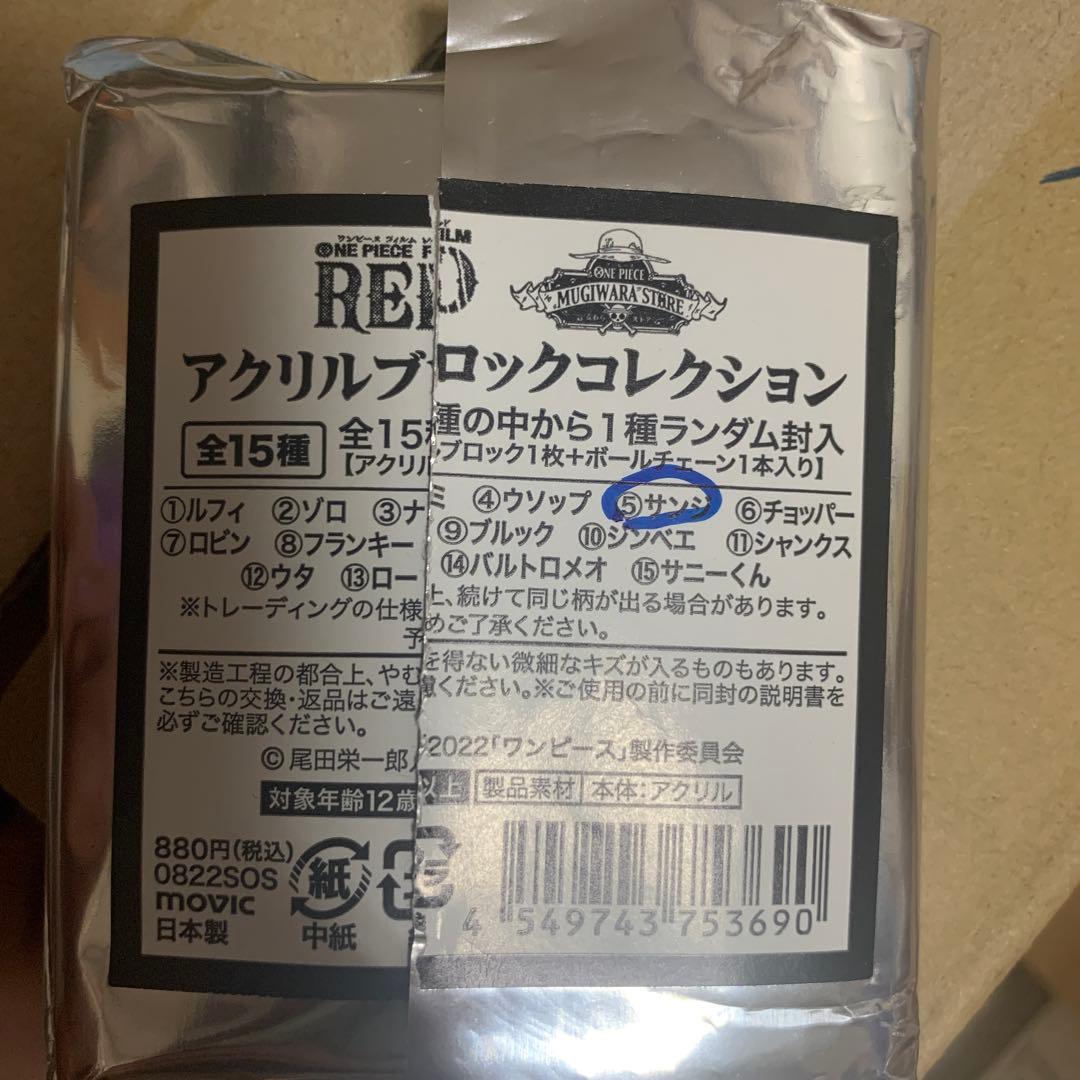 ワンピース フィルム レッド
ONE PIECE FILM
RED
ONE PIECE
MUGIWARA STORE
アクリルブロックコレクション
全15種
全15種の中から1種ランダム封入
【アクリルブロック1枚+ボールチェーン1本入り】
①ルフィ ②ゾロ ③ナミ ④ウソップ ⑤サンジ ⑥チョッパー
⑦ロビン ⑧フランキー ⑨ブルック ⑩ジンベエ ⑪シャンクス
⑫ウタ ⑬ロー ⑭バルトロメオ ⑮サニーくん
※トレーディングの仕様上、続けて同じ柄が出る場合があります。
予めご了承ください。
※製造工程の都合上、やむを得ない微細なキズが入るものもあります。
こちらの交換・返品はご遠慮ください。※ご使用の前に同封の説明書を
必ずご確認ください。
©尾田栄一郎/2022「ワンピース」製作委員会
対象年齢12歳以上 製品素材 本体:アクリル
880円(税込)
0822SOS
movic
日本製
紙
中紙
4 549743 753690